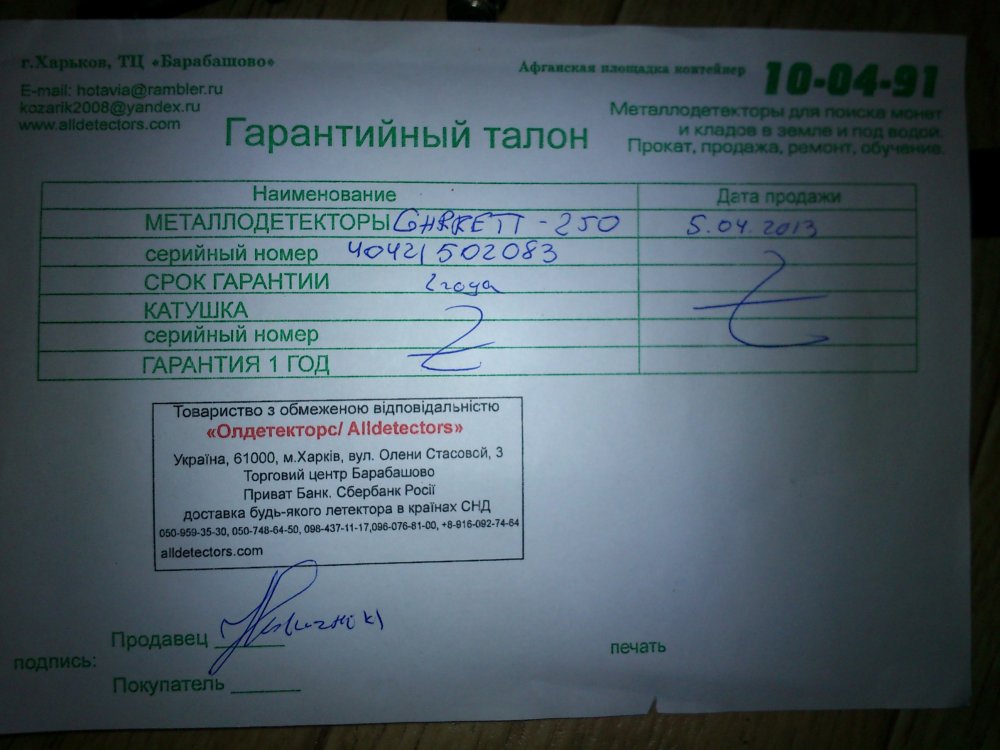 г.Харьков, ТЦ «Барабашово»
E-mail: hotavia@rambler.ru
kozarik2008@yandex.ru
www.alldetectors.com
Афганская площадка контейнер 10-04-91
Металлодетекторы для поиска монет
и кладов в земле и под водой.
Прокат, продажа, ремонт, обучение.
Гарантийный талон
Наименование Дата продажи
МЕТАЛЛОДЕТЕКТОРЫ GARRETT - 250 5.04.2013
серийный номер 40421502083
СРОК ГАРАНТИИ 2 года
КАТУШКА
серийный номер
ГАРАНТИЯ 1 ГОД
Товариство з обмеженою відповідальністю
«Олдетекторс/ Alldetectors»
Україна, 61000, м.Харків, вул. Олени Стасової, 3
Торговий центр Барабашово
Приват Банк. Сбербанк Росії
доставка будь-якого летектора в країнах СНД
050-959-35-30, 050-748-64-50, 098-437-11-17,096-076-81-00, +8-916-092-74-64
alldetectors.com
Продавец
подпись:
Покупатель
печать